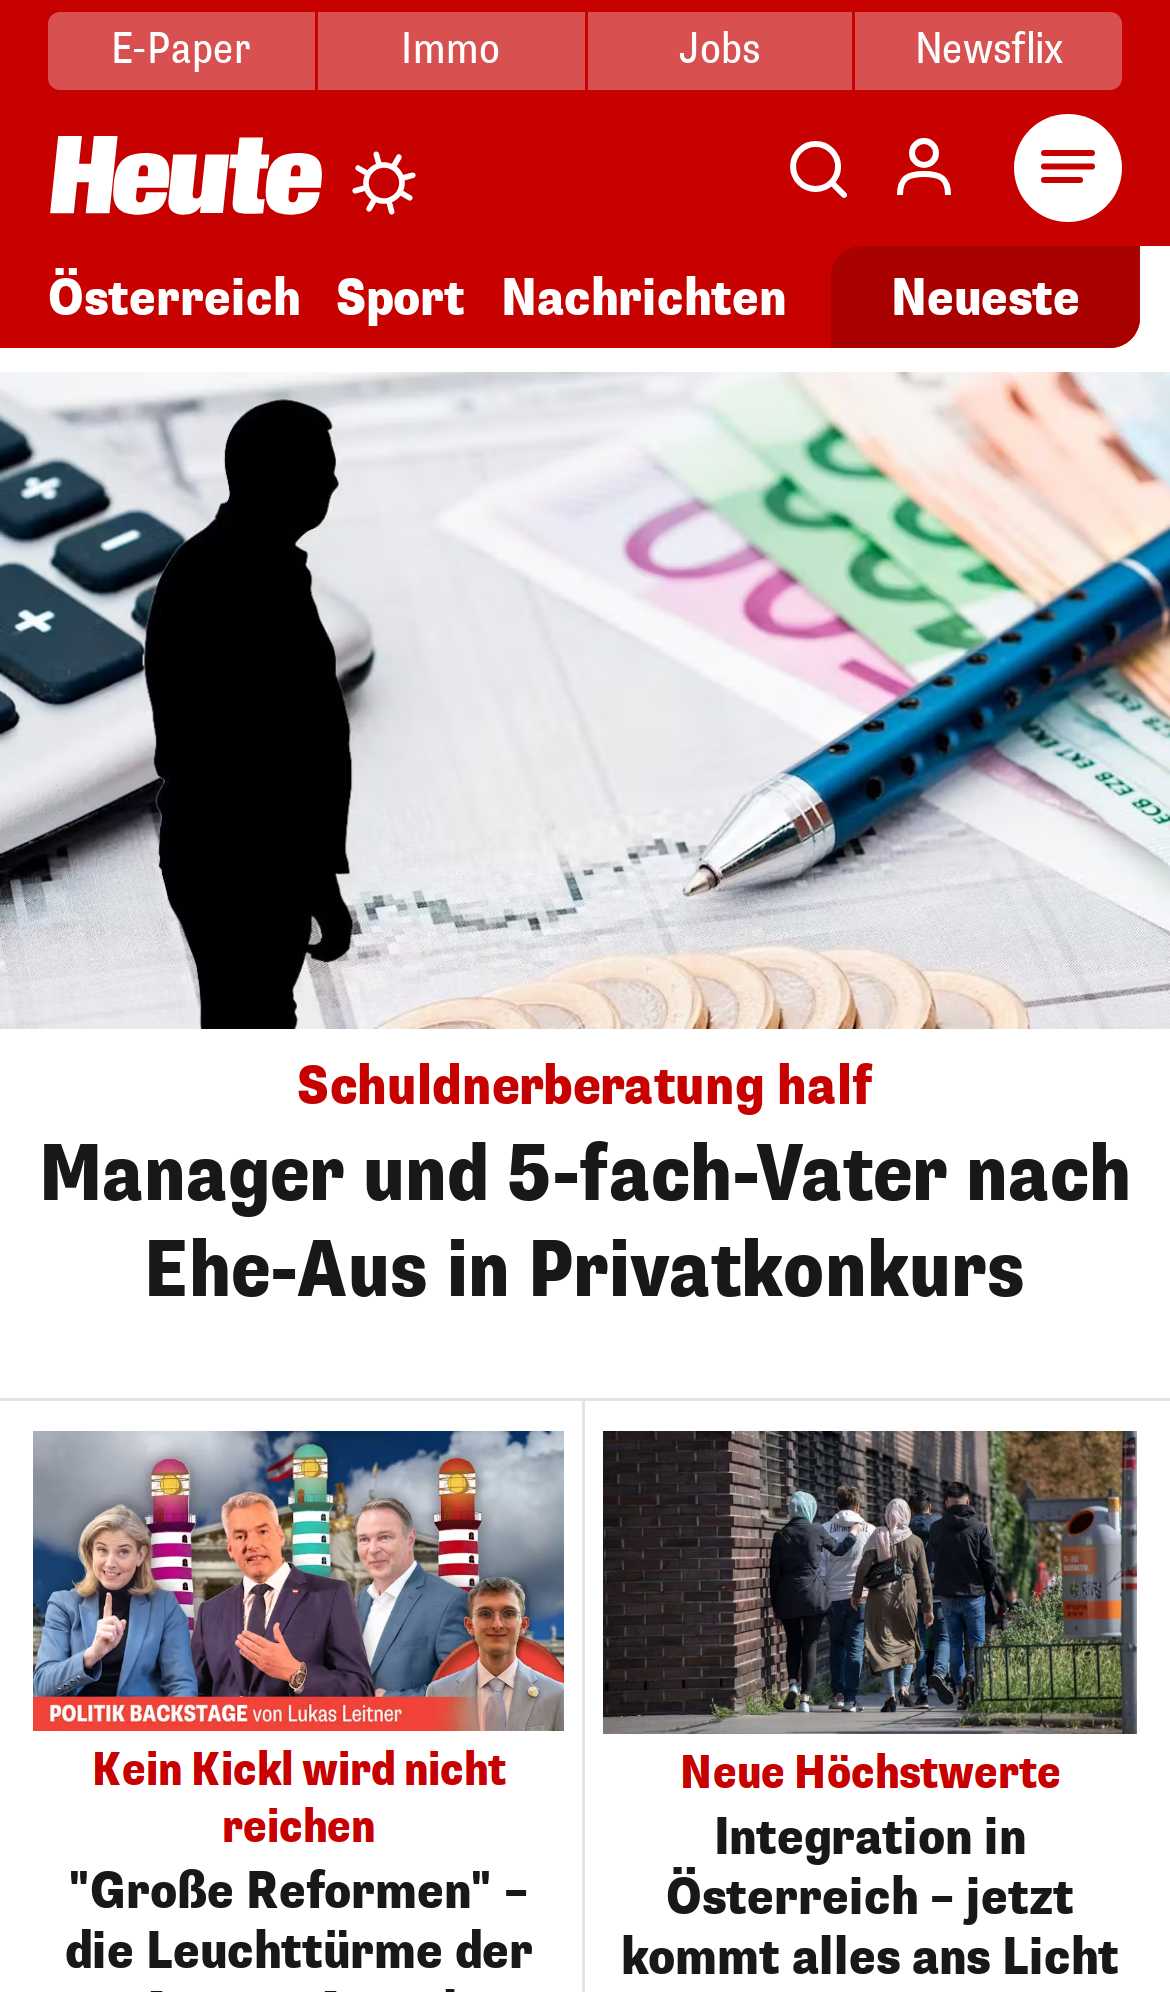 E-Paper
Immo
Jobs
Newsflix
Heute
Österreich
Sport
Nachrichten
Neueste
Schuldnerberatung half
Manager und 5-fach-Vater nach
Ehe-Aus in Privatkonkurs
POLITIK BACKSTAGE von Lukas Leitner
Kein Kickl wird nicht
reichen
"Große Reformen" –
die Leuchttürme der
Neue Höchstwerte
Integration in
Österreich – jetzt
kommt alles ans Licht